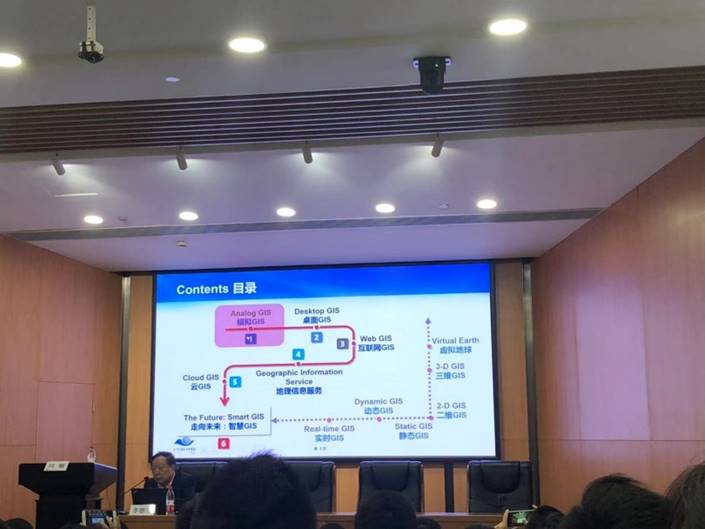 Contents 目录
Analog GIS
模拟GIS
1
Desktop GIS
桌面GIS
2
Web GIS
互联网GIS
3
4
Geographic Information
Service
地理信息服务
Cloud GIS
云GIS
5
The Future: Smart GIS
走向未来：智慧GIS
6
Virtual Earth
虚拟地球
3-D GIS
三维GIS
2-D GIS
二维GIS
Static GIS
静态GIS
Dynamic GIS
动态GIS
Real-time GIS
实时GIS